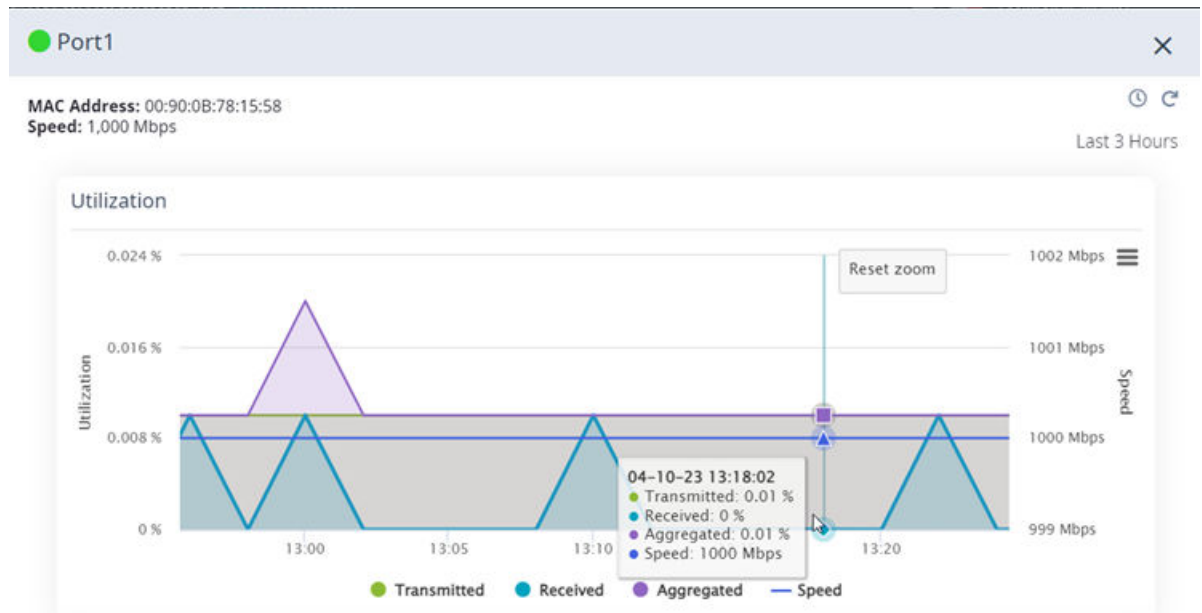 Port1
MAC Address: 00:90:0B:78:15:58
Speed: 1,000 Mbps
Last 3 Hours
Utilization
0.024 %
1002 Mbps
Reset zoom
0.016 %
1001 Mbps
Utilization
Speed
0.008 %
1000 Mbps
04-10-23 13:18:02
Transmitted: 0.01 %
Received: 0 %
Aggregated: 0.01 %
Speed: 1000 Mbps
0 %
999 Mbps
13:00 13:05 13:10 13:20
Transmitted Received Aggregated Speed